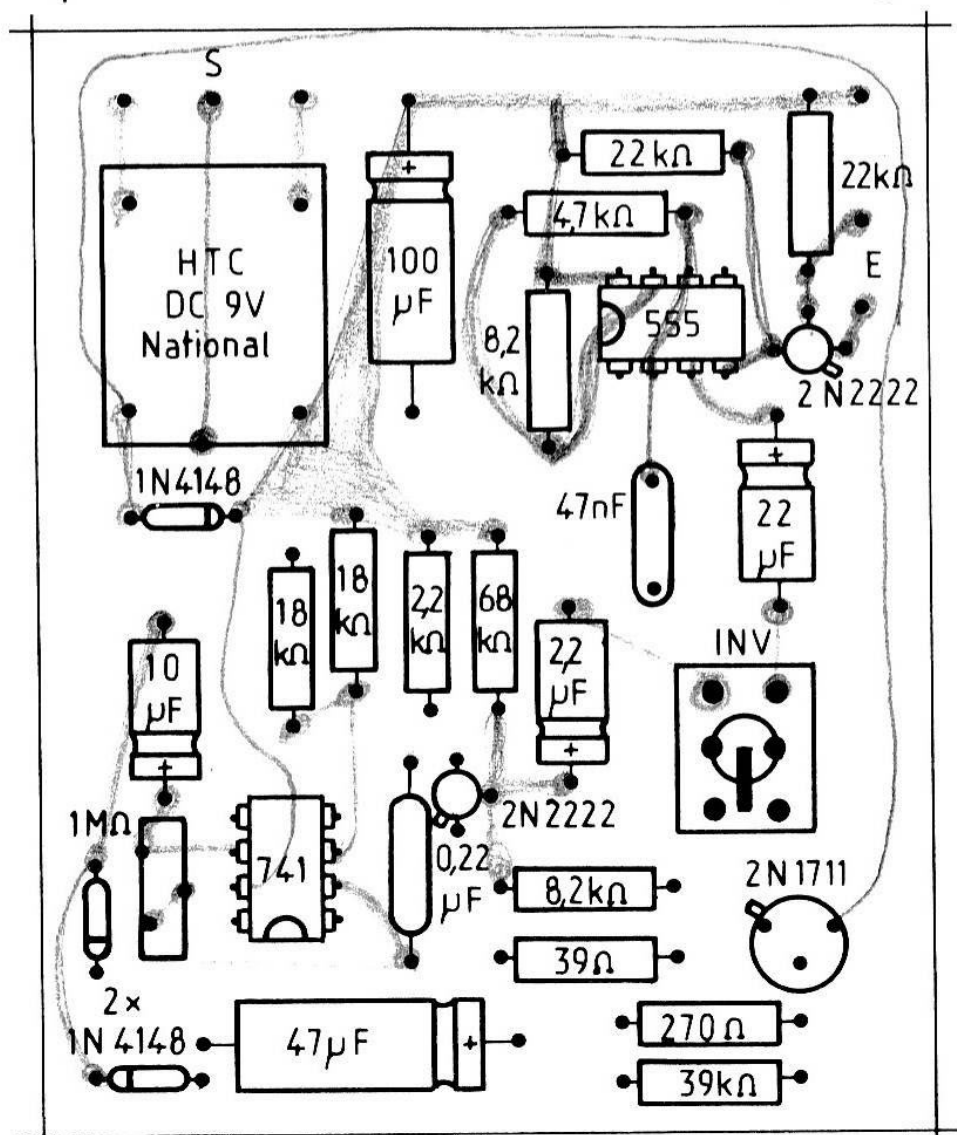 S
HTC
DC 9V
National
100
µF
+
22kΩ
4,7kΩ
22kΩ
E
555
8,2
kΩ
2N2222
1N4148
47nF
+
22
µF
18
kΩ
18
kΩ
2,2
kΩ
68
kΩ
10
µF
+
2,2
µF
+
INV
1MΩ
741
2N2222
0,22
µF
8,2kΩ
2N1711
39Ω
2×
1N4148
47µF
+
270Ω
39kΩ